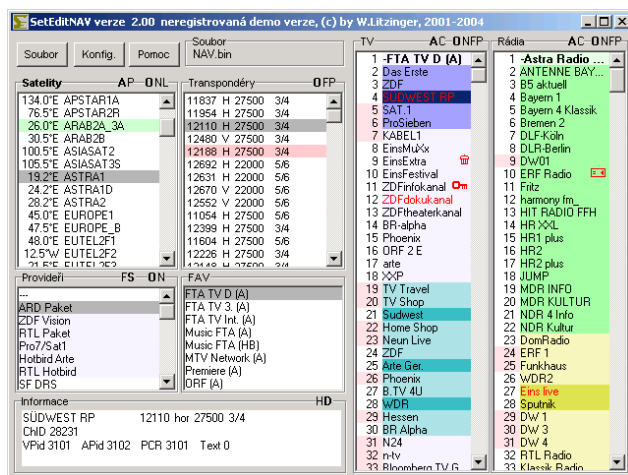 SetEditNAV verze 2.00 neregistrovaná demo verze, (c) by W.Litzinger, 2001-2004
Soubor
Konfig.
Pomoc
Soubor
NAV.bin
Satelity AP ONL
134.0°E APSTAR1A
76.5°E APSTAR2R
26.0°E ARAB2A_3A
30.5°E ARAB2B
100.5°E ASIASAT2
105.5°E ASIASAT3S
19.2°E ASTRA1
24.2°E ASTRA1D
28.2°E ASTRA2
45.0°E EUROPE1
47.5°E EUROPE_B
48.0°E EUTEL2F1
12.5°W EUTEL2F1
21.5°E EUTEL2F2
Transpondéry OFP
11837 H 27500 3/4
11954 H 27500 3/4
12110 H 27500 3/4
12480 V 27500 3/4
12188 H 27500 3/4
12692 H 22000 5/6
12631 H 22000 5/6
12670 V 22000 5/6
12552 V 22000 5/6
11054 H 27500 5/6
12399 H 27500 3/4
11604 H 27500 5/6
12226 H 27500 3/4
12148 H 27500 3/4
Provideři FS ON
---
ARD Paket
ZDF Vision
RTL Paket
Pro7/Sat1
Hotbird Arte
RTL Hotbird
SF DRS
FAV
FTA TV D (A)
FTA TV 3. (A)
FTA TV Int. (A)
Music FTA (A)
Music FTA (HB)
MTV Network (A)
Premiere (A)
ORF (A)
Informace HD
SÜDWEST RP 12110 hor 27500 3/4
ChID 28231
VPid 3101 APid 3102 PCR 3101 Text 0
TV AC ONFP
1 -FTA TV D (A)
2 Das Erste
3 ZDF
4 SÜDWEST RP
5 SAT.1
6 ProSieben
7 KABEL1
8 EinsMuXx
9 EinsExtra
10 EinsFestival
11 ZDFinfokanal
12 ZDFdokukanal
13 ZDFtheaterkanal
14 BR-alpha
15 Phoenix
16 ORF 2 E
17 arte
18 XXP
19 TV Travel
20 TV Shop
21 Sudwest
22 Home Shop
23 Neun Live
24 ZDF
25 Arte Ger.
26 Phoenix
27 B.TV 4U
28 WDR
29 Hessen
30 BR Alpha
31 N24
32 n-tv
33 Bloomberg TV G
Rádia AC ONFP
1 -Astra Radio ...
2 ANTENNE BAY...
3 B5 aktuell
4 Bayern 1
5 Bayern 4 Klassik
6 Bremen 2
7 DLF-Köln
8 DLR-Berlin
9 DW01
10 ERF Radio
11 Fritz
12 harmony fm_
13 HIT RADIO FFH
14 HR XXL
15 HR1 plus
16 HR2
17 HR2 plus
18 JUMP
19 MDR INFO
20 MDR KULTUR
21 NDR 4 Info
22 NDR Kultur
23 DomRadio
24 ERF 1
25 Funkhaus
26 WDR2
27 Eins live
28 Sputnik
29 DW 1
30 DW 3
31 DW 4
32 RTL Radio
33 Klassik Radio